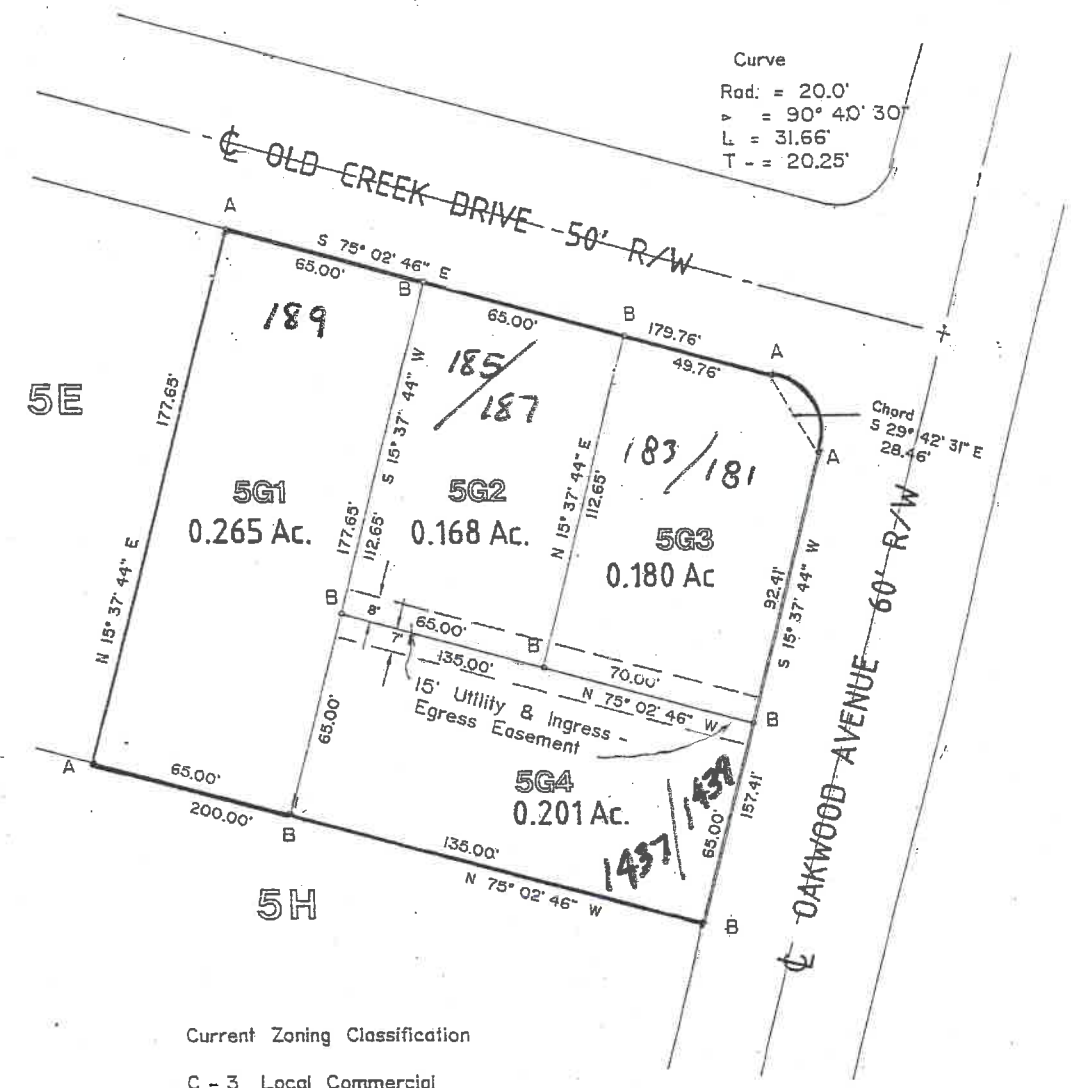 Curve
Rad. = 20.0'
= 90° 40' 30"
L = 31.66'
T - = 20.25'
℄ OLD CREEK DRIVE 50' R/W
A
S 75° 02' 46" E
65.00'
B
189
65.00'
B
179.76'
49.76'
A
185/187
183/181
Chord
S 29° 42' 31" E
28.46'
A
5E
177.65'
S 15° 37' 44" W
N 15° 37' 44" E
112.65'
5G1
0.265 Ac.
5G2
0.168 Ac.
5G3
0.180 Ac
177.65'
112.65'
92.41'
S 15° 37' 44" W
OAKWOOD AVENUE 60' R/W
℄
N 15° 37' 44" E
B
8'
7'
65.00'
B
135.00'
70.00'
N 75° 02' 46" W
B
15' Utility & Ingress -
Egress Easement
65.00'
5G4
0.201 Ac.
1437/1439
157.41'
65.00'
A
65.00'
200.00'
B
135.00'
N 75° 02' 46" W
B
5H
Current Zoning Classification
C - 3 Local Commercial